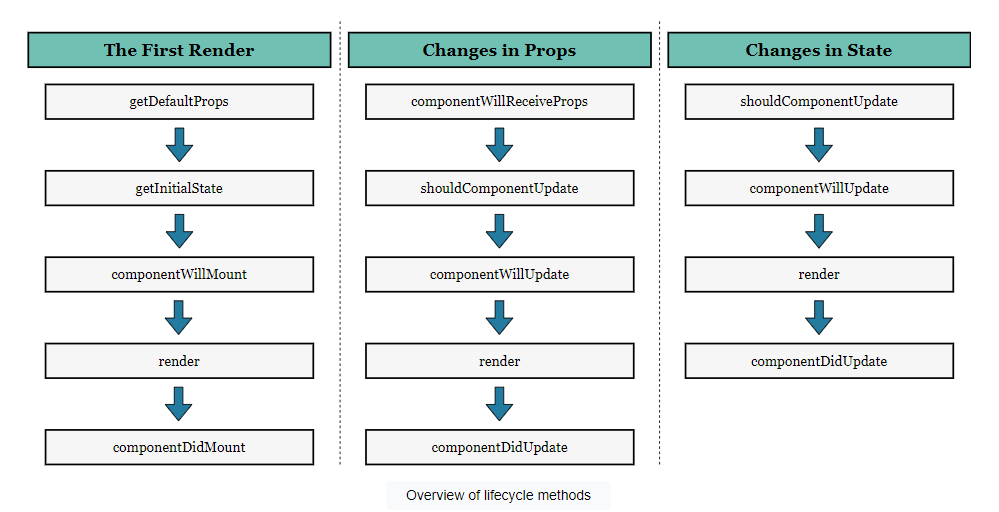 The First Render
getDefaultProps
getInitialState
componentWillMount
render
componentDidMount
Changes in Props
componentWillReceiveProps
shouldComponentUpdate
componentWillUpdate
render
componentDidUpdate
Changes in State
shouldComponentUpdate
componentWillUpdate
render
componentDidUpdate
Overview of lifecycle methods